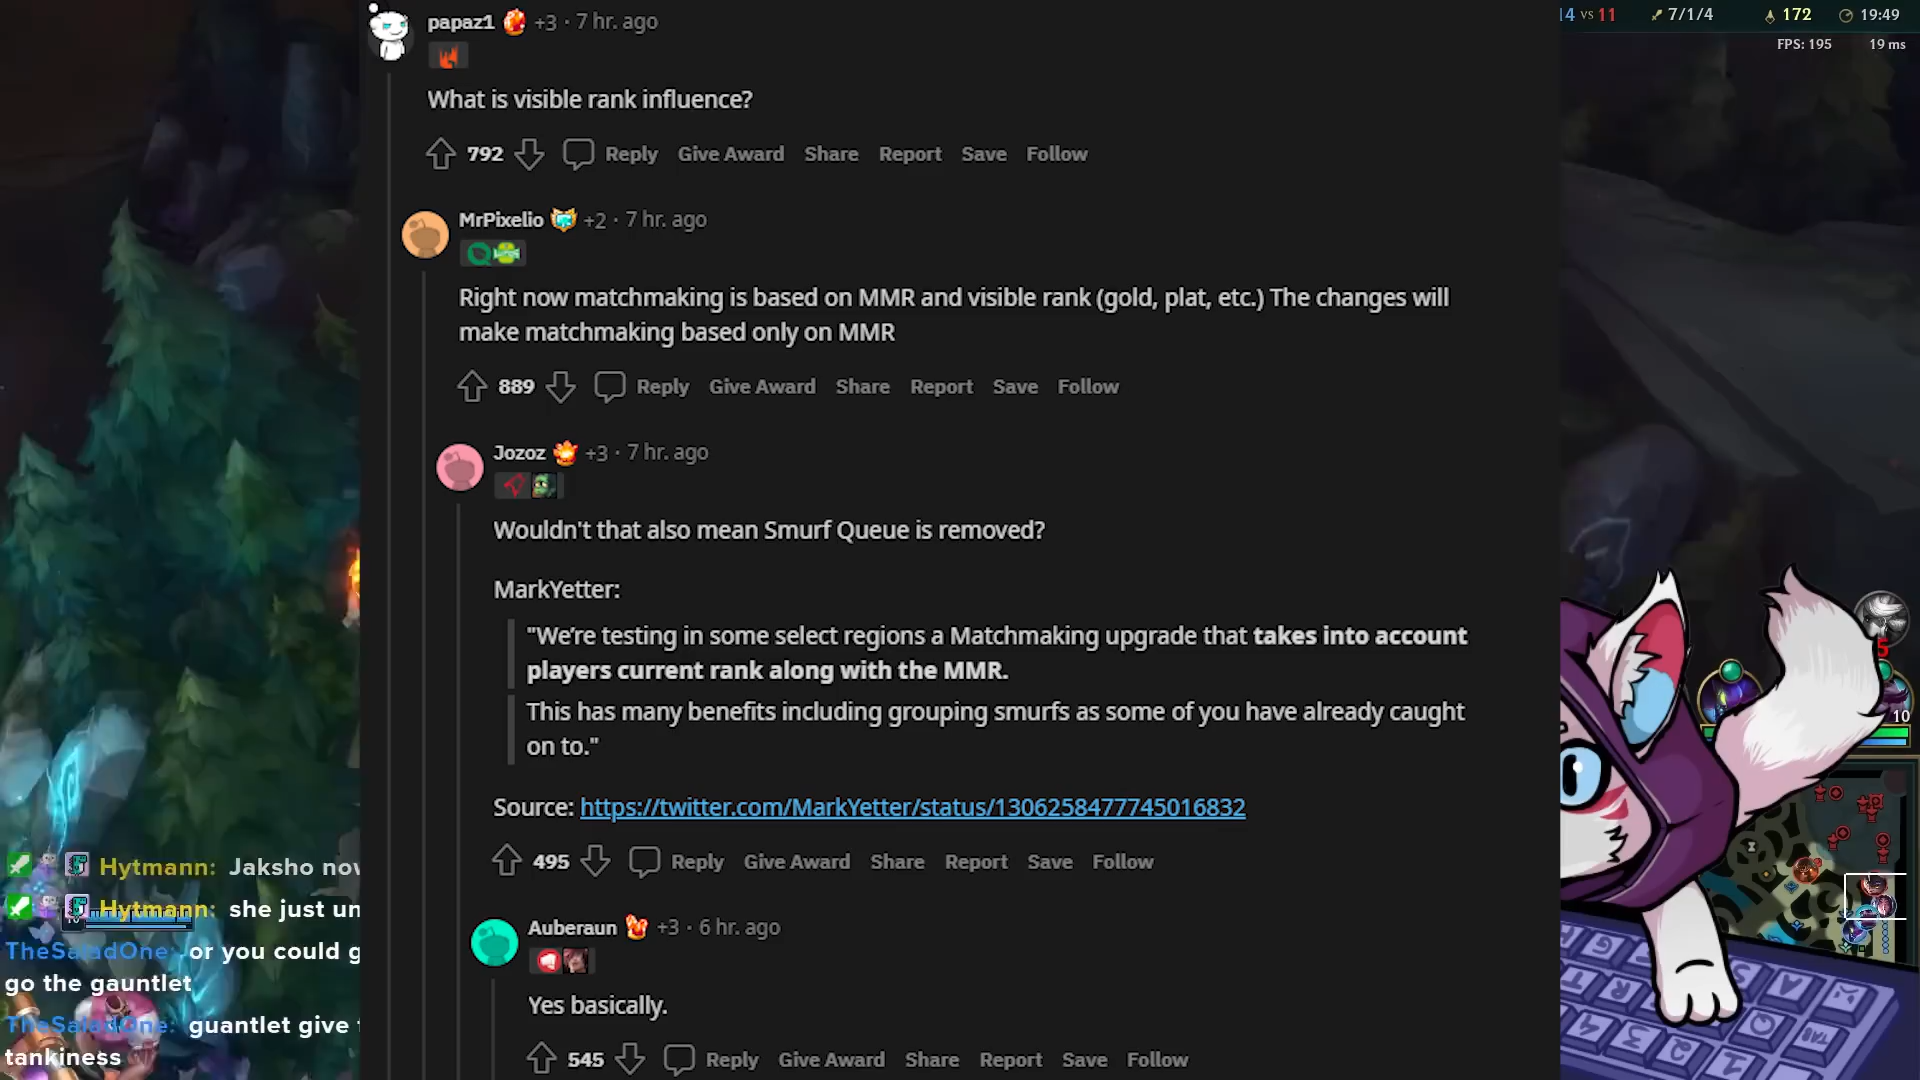 papaz1 +3 · 7 hr. ago
What is visible rank influence?
792 Reply Give Award Share Report Save Follow
MrPixelio +2 · 7 hr. ago
Right now matchmaking is based on MMR and visible rank (gold, plat, etc.) The changes will
make matchmaking based only on MMR
889 Reply Give Award Share Report Save Follow
Jozoz +3 · 7 hr. ago
Wouldn't that also mean Smurf Queue is removed?
MarkYetter:
"We're testing in some select regions a Matchmaking upgrade that takes into account
players current rank along with the MMR.
This has many benefits including grouping smurfs as some of you have already caught
on to."
Source: https://twitter.com/MarkYetter/status/1306258477745016832
495 Reply Give Award Share Report Save Follow
Auberaun +3 · 6 hr. ago
Yes basically.
545 Reply Give Award Share Report Save Follow
14 vs 11 7/1/4 172 19:49
FPS: 195 19 ms
5
10
Hytmann: Jaksho now
Hytmann: she just un
TheSaladOne: or you could g
go the gauntlet
TheSaladOne: guantlet give
tankiness